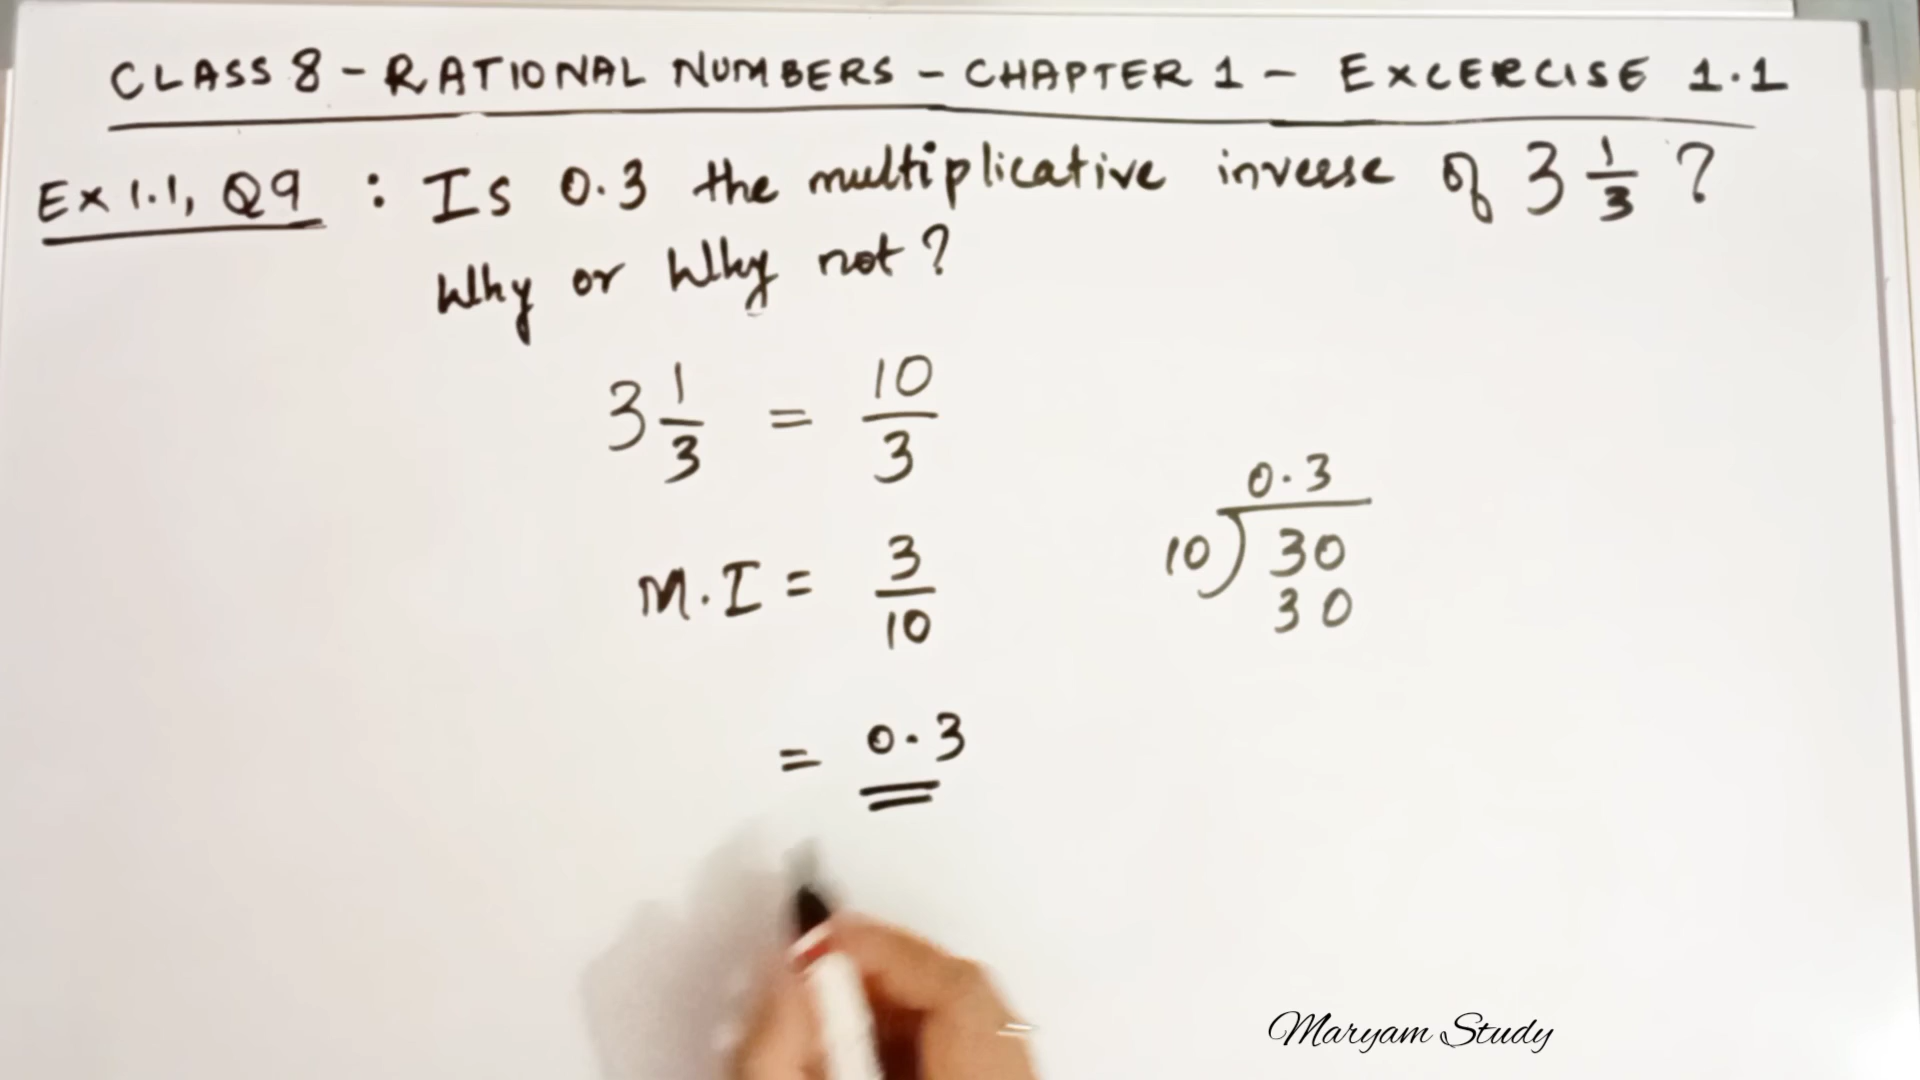 CLASS 8 - RATIONAL NUMBERS - CHAPTER 1 - EXCERCISE 1.1
Ex 1.1, Q9 : Is 0.3 the multiplicative inverse of 3 1/3 ?
Why or Why not?
3 1/3 = 10/3
M.I = 3/10
= 0.3
0.3
10 ) 30
30
Maryam Study